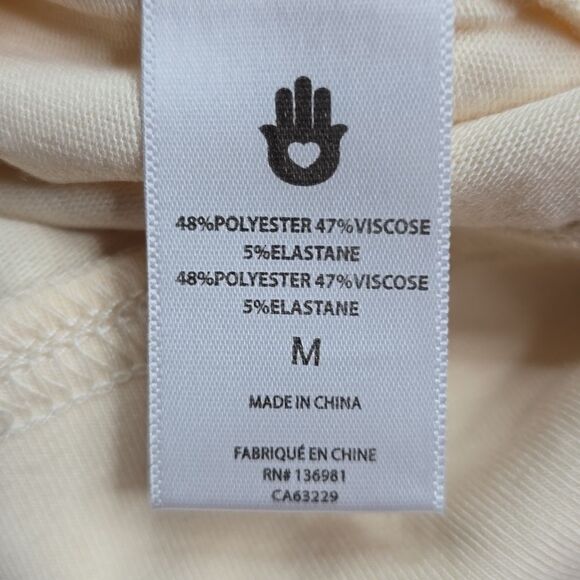 48%POLYESTER 47%VISCOSE
5%ELASTANE
48%POLYESTER 47%VISCOSE
5%ELASTANE
M
MADE IN CHINA
FABRIQUÉ EN CHINE
RN# 136981
CA63229